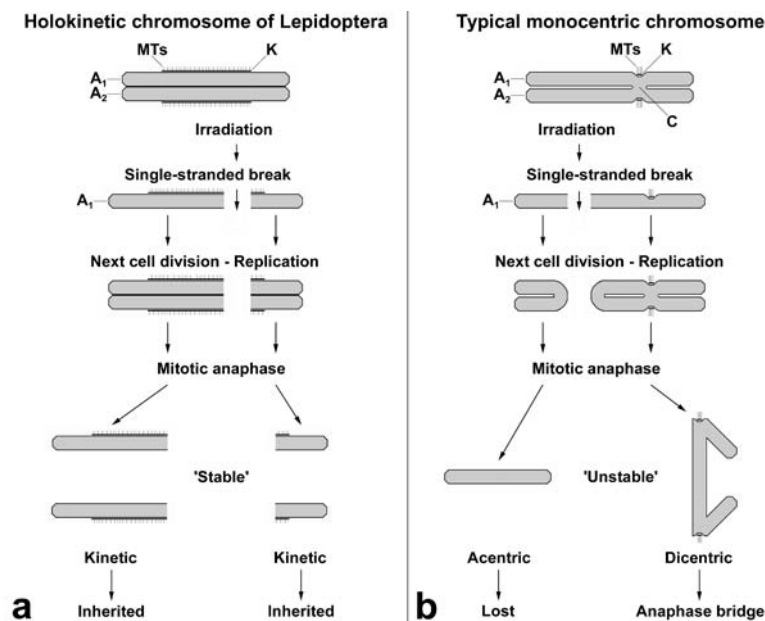 Holokinetic chromosome of Lepidoptera
MTs K
A₁
A₂
Irradiation
Single-stranded break
A₁
Next cell division - Replication
Mitotic anaphase
'Stable'
Kinetic Kinetic
a Inherited Inherited
Typical monocentric chromosome
MTs K
A₁
A₂
C
Irradiation
Single-stranded break
A₁
Next cell division - Replication
Mitotic anaphase
'Unstable'
Acentric Dicentric
b Lost Anaphase bridge